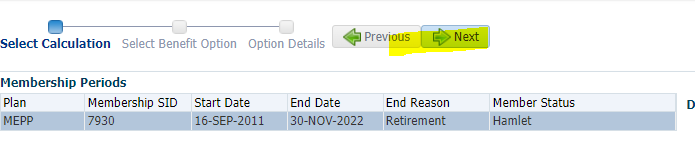 Previous Next
Select Calculation Select Benefit Option Option Details
Membership Periods
Plan Membership SID Start Date End Date End Reason Member Status
D
MEPP 7930 16-SEP-2011 30-NOV-2022 Retirement Hamlet